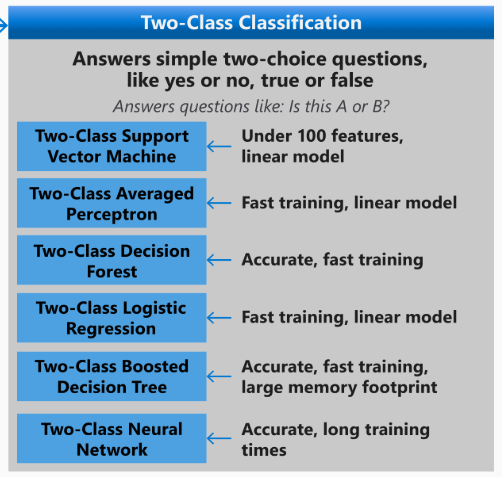 Two-Class Classification
Answers simple two-choice questions,
like yes or no, true or false
Answers questions like: Is this A or B?
Two-Class Support
Vector Machine
Under 100 features,
linear model
Two-Class Averaged
Perceptron
Fast training, linear model
Two-Class Decision
Forest
Accurate, fast training
Two-Class Logistic
Regression
Fast training, linear model
Two-Class Boosted
Decision Tree
Accurate, fast training,
large memory footprint
Two-Class Neural
Network
Accurate, long training
times